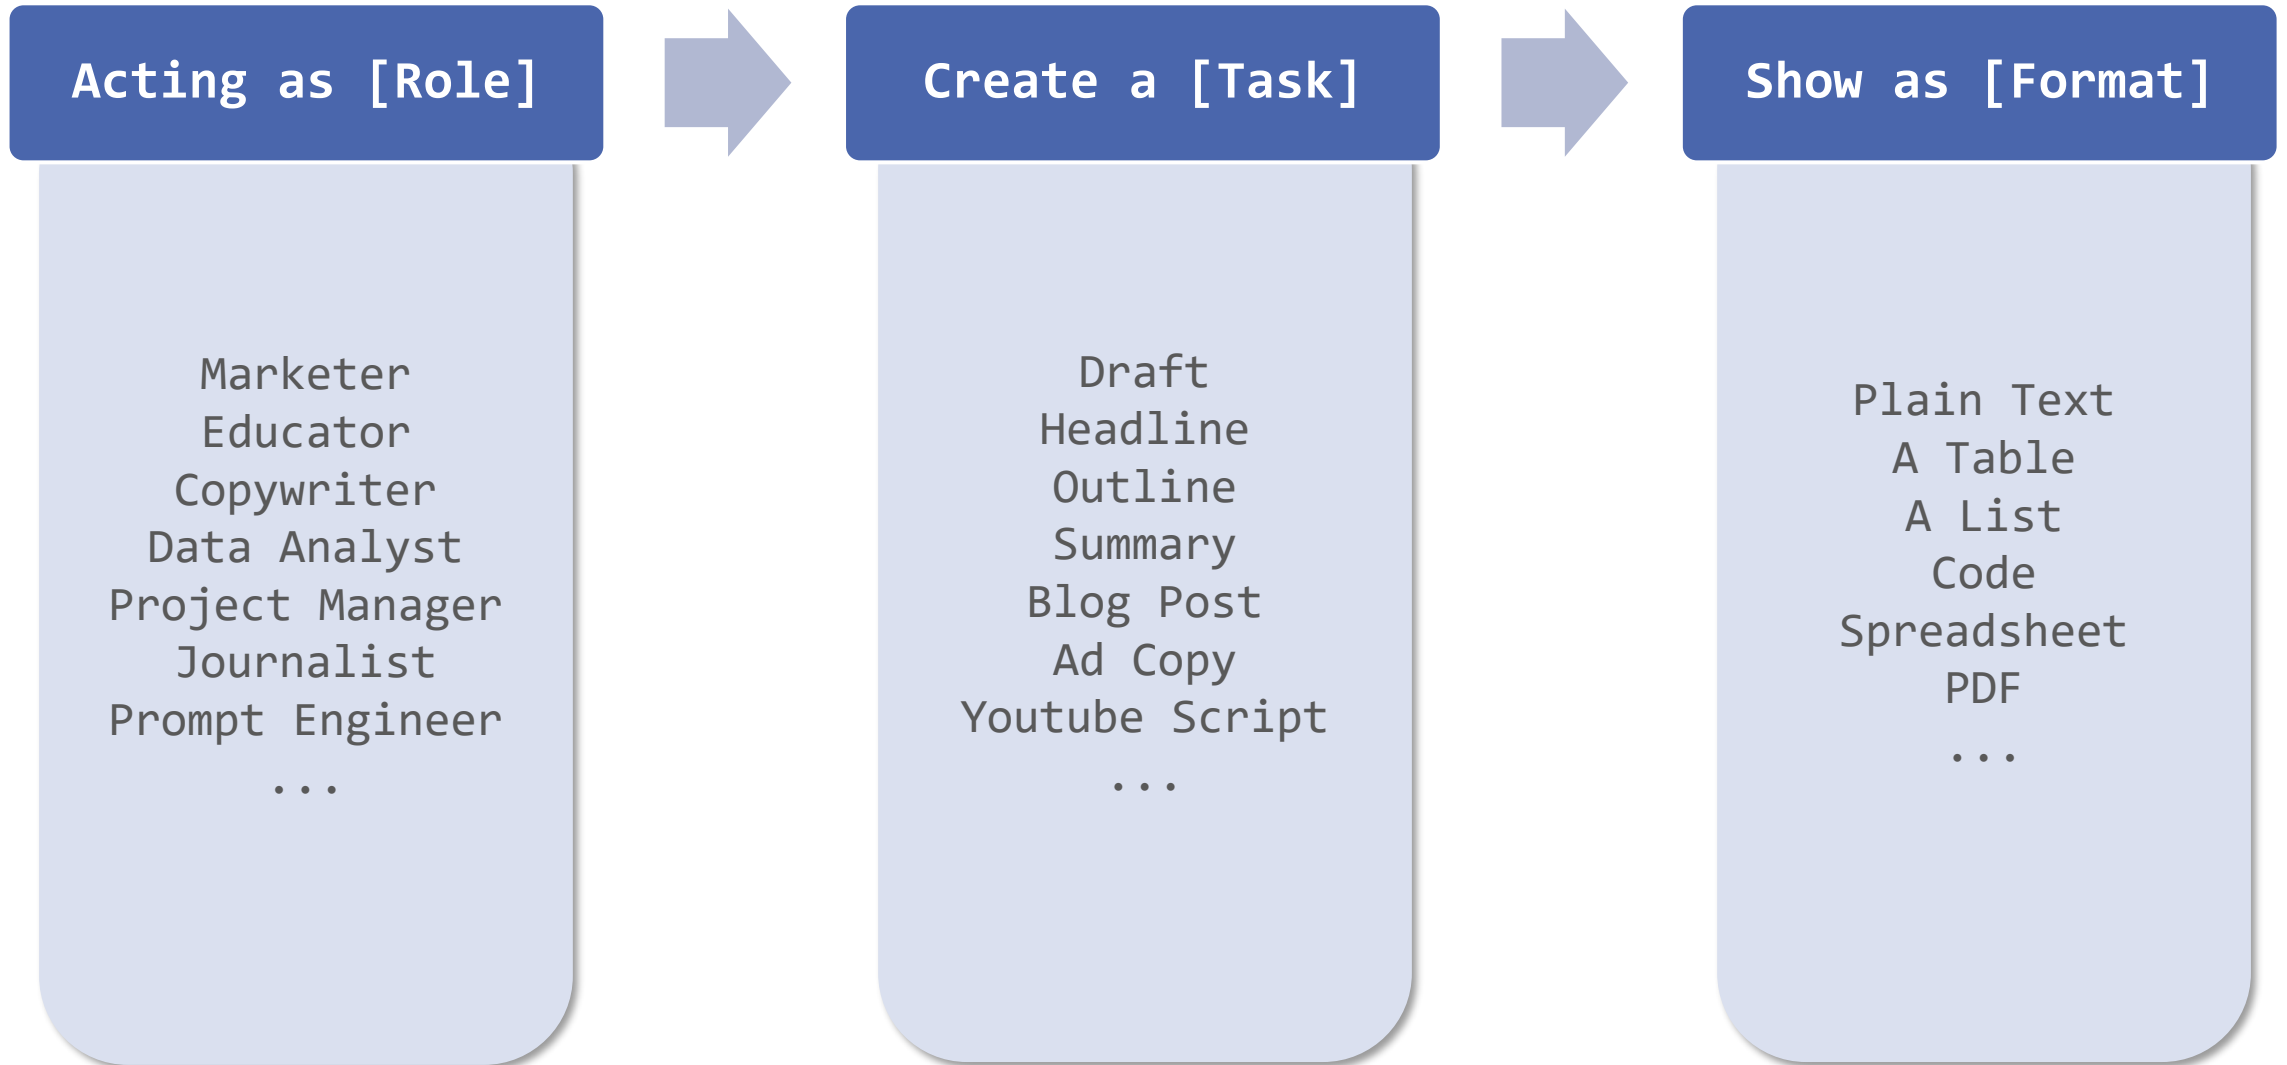 Acting as [Role]
Marketer
Educator
Copywriter
Data Analyst
Project Manager
Journalist
Prompt Engineer
...
Create a [Task]
Draft
Headline
Outline
Summary
Blog Post
Ad Copy
Youtube Script
...
Show as [Format]
Plain Text
A Table
A List
Code
Spreadsheet
PDF
...